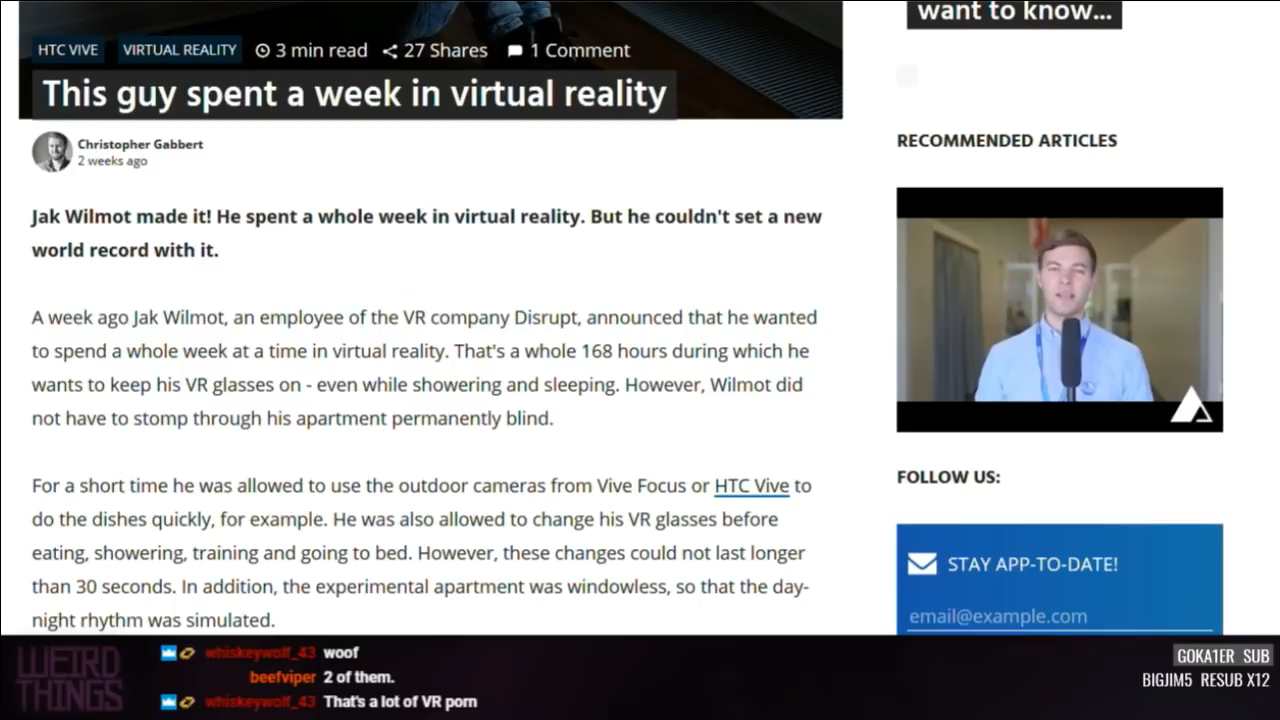 want to know...
HTC VIVE VIRTUAL REALITY 3 min read 27 Shares 1 Comment
This guy spent a week in virtual reality
Christopher Gabbert
2 weeks ago
Jak Wilmot made it! He spent a whole week in virtual reality. But he couldn't set a new
world record with it.
A week ago Jak Wilmot, an employee of the VR company Disrupt, announced that he wanted
to spend a whole week at a time in virtual reality. That's a whole 168 hours during which he
wants to keep his VR glasses on - even while showering and sleeping. However, Wilmot did
not have to stomp through his apartment permanently blind.
For a short time he was allowed to use the outdoor cameras from Vive Focus or HTC Vive to
do the dishes quickly, for example. He was also allowed to change his VR glasses before
eating, showering, training and going to bed. However, these changes could not last longer
than 30 seconds. In addition, the experimental apartment was windowless, so that the day-
night rhythm was simulated.
RECOMMENDED ARTICLES
FOLLOW US:
STAY APP-TO-DATE!
email@example.com
WEIRD
THINGS
whiskeywolf_43 woof
beefviper 2 of them.
whiskeywolf_43 That's a lot of VR porn
GOKA1ER SUB
BIGJIM5 RESUB X12